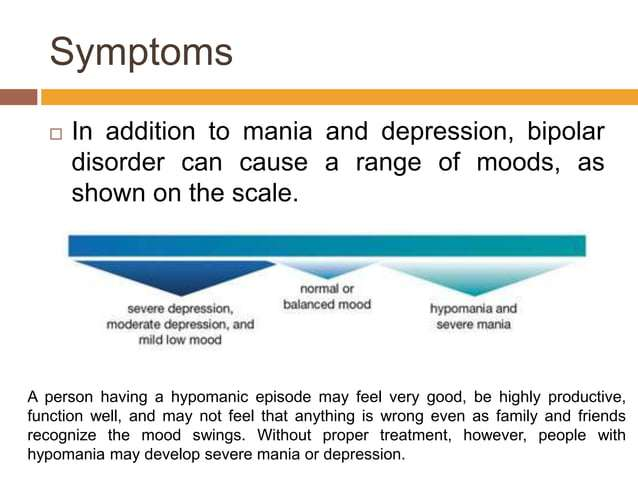 Symptoms
In addition to mania and depression, bipolar
disorder can cause a range of moods, as
shown on the scale.
severe depression,
moderate depression, and
mild low mood
normal or
balanced mood
hypomania and
severe mania
A person having a hypomanic episode may feel very good, be highly productive,
function well, and may not feel that anything is wrong even as family and friends
recognize the mood swings. Without proper treatment, however, people with
hypomania may develop severe mania or depression.